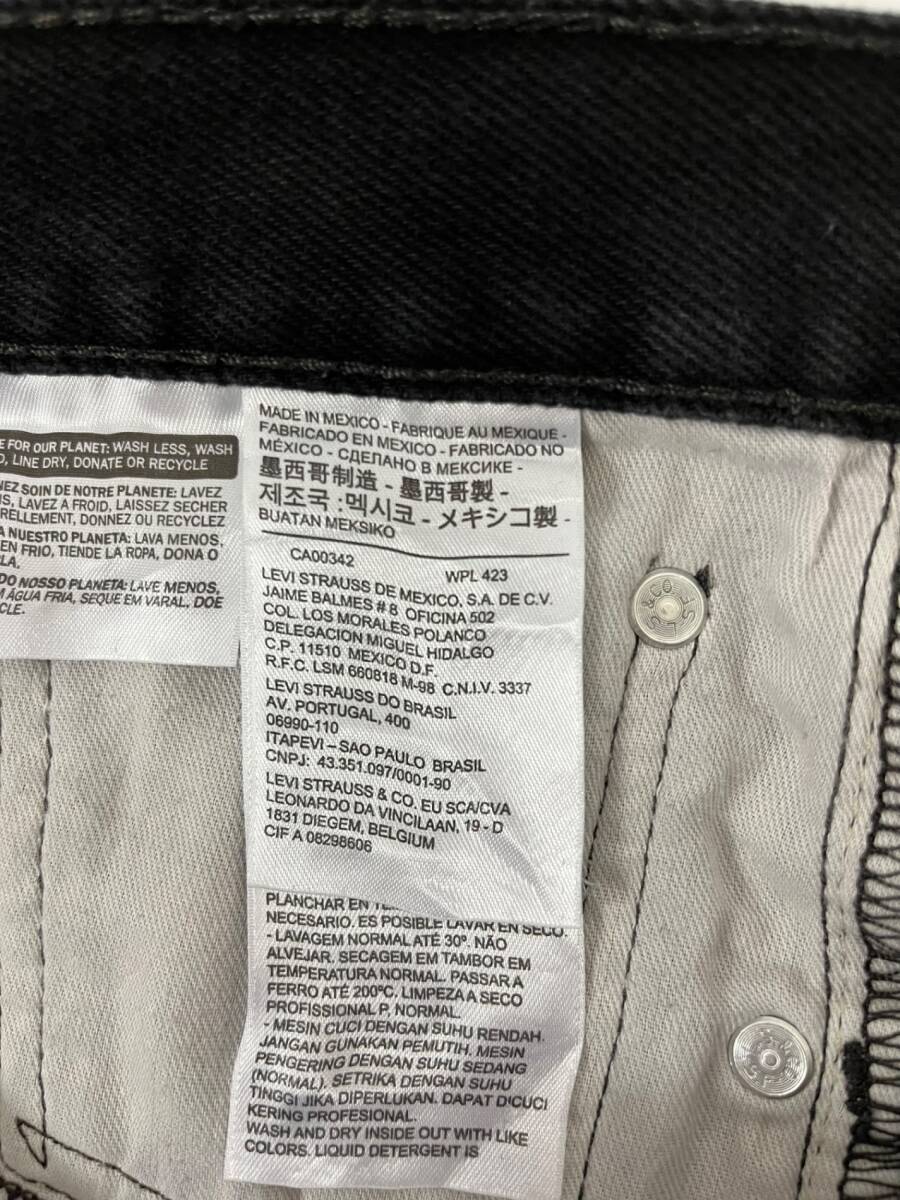 E FOR OUR PLANET: WASH LESS, WASH
D, LINE DRY, DONATE OR RECYCLE
NEZ SOIN DE NOTRE PLANETE: LAVEZ
NS, LAVEZ A FROID, LAISSEZ SECHER
URELLEMENT, DONNEZ OU RECYCLEZ
A NUESTRO PLANETA: LAVA MENOS,
EN FRIO, TIENDE LA ROPA, DONA O
LA.
DO NOSSO PLANETA: LAVE MENOS,
M ÁGUA FRIA, SEQUE EM VARAL, DOE
CLE.
MADE IN MEXICO - FABRIQUE AU MEXIQUE -
FABRICADO EN MEXICO - FABRICADO NO
MÉXICO - СДЕЛАНО В МЕКСИКЕ -
墨西哥制造 - 墨西哥製 -
제조국 : 멕시코 - メキシコ製 -
BUATAN MEKSIKO
CA00342 WPL 423
LEVI STRAUSS DE MEXICO, S.A. DE C.V.
JAIME BALMES # 8 OFICINA 502
COL. LOS MORALES POLANCO
DELEGACION MIGUEL HIDALGO
C.P. 11510 MEXICO D.F.
R.F.C. LSM 660818 M-98 C.N.I.V. 3337
LEVI STRAUSS DO BRASIL
AV. PORTUGAL, 400
06990-110
ITAPEVI – SAO PAULO BRASIL
CNPJ: 43.351.097/0001-90
LEVI STRAUSS & CO. EU SCA/CVA
LEONARDO DA VINCILAAN, 19 - D
1831 DIEGEM, BELGIUM
CIF A 08298606
PLANCHAR EN
NECESARIO. ES POSIBLE LAVAR EN SECO.
- LAVAGEM NORMAL ATÉ 30º. NÃO
ALVEJAR. SECAGEM EM TAMBOR EM
TEMPERATURA NORMAL. PASSAR A
FERRO ATÉ 200ºC. LIMPEZA A SECO
PROFISSIONAL P, NORMAL.
- MESIN CUCI DENGAN SUHU RENDAH.
JANGAN GUNAKAN PEMUTIH. MESIN
PENGERING DENGAN SUHU SEDANG
(NORMAL). SETRIKA DENGAN SUHU
TINGGI JIKA DIPERLUKAN. DAPAT DICUCI
KERING PROFESIONAL.
WASH AND DRY INSIDE OUT WITH LIKE
COLORS. LIQUID DETERGENT IS